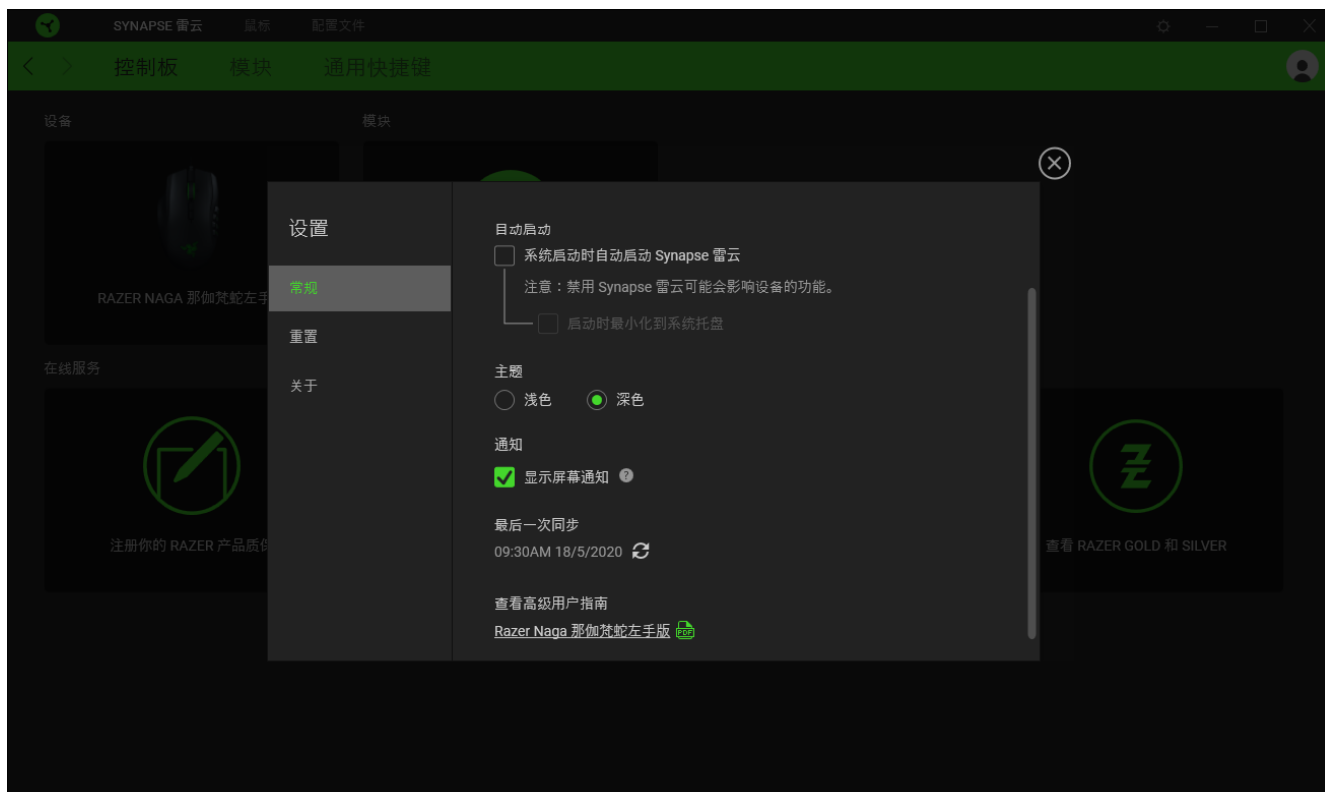 SYNAPSE 雷云 鼠标 配置文件
控制板 模块 通用快捷键
设备 模块
RAZER NAGA 那伽梵蛇左手
在线服务
注册你的 RAZER 产品质保
查看 RAZER GOLD 和 SILVER
设置
常规
重置
关于
自动启动
系统启动时自动启动 Synapse 雷云
注意：禁用 Synapse 雷云可能会影响设备的功能。
启动时最小化到系统托盘
主题
浅色 深色
通知
显示屏幕通知
最后一次同步
09:30AM 18/5/2020
查看高级用户指南
Razer Naga 那伽梵蛇左手版 PDF